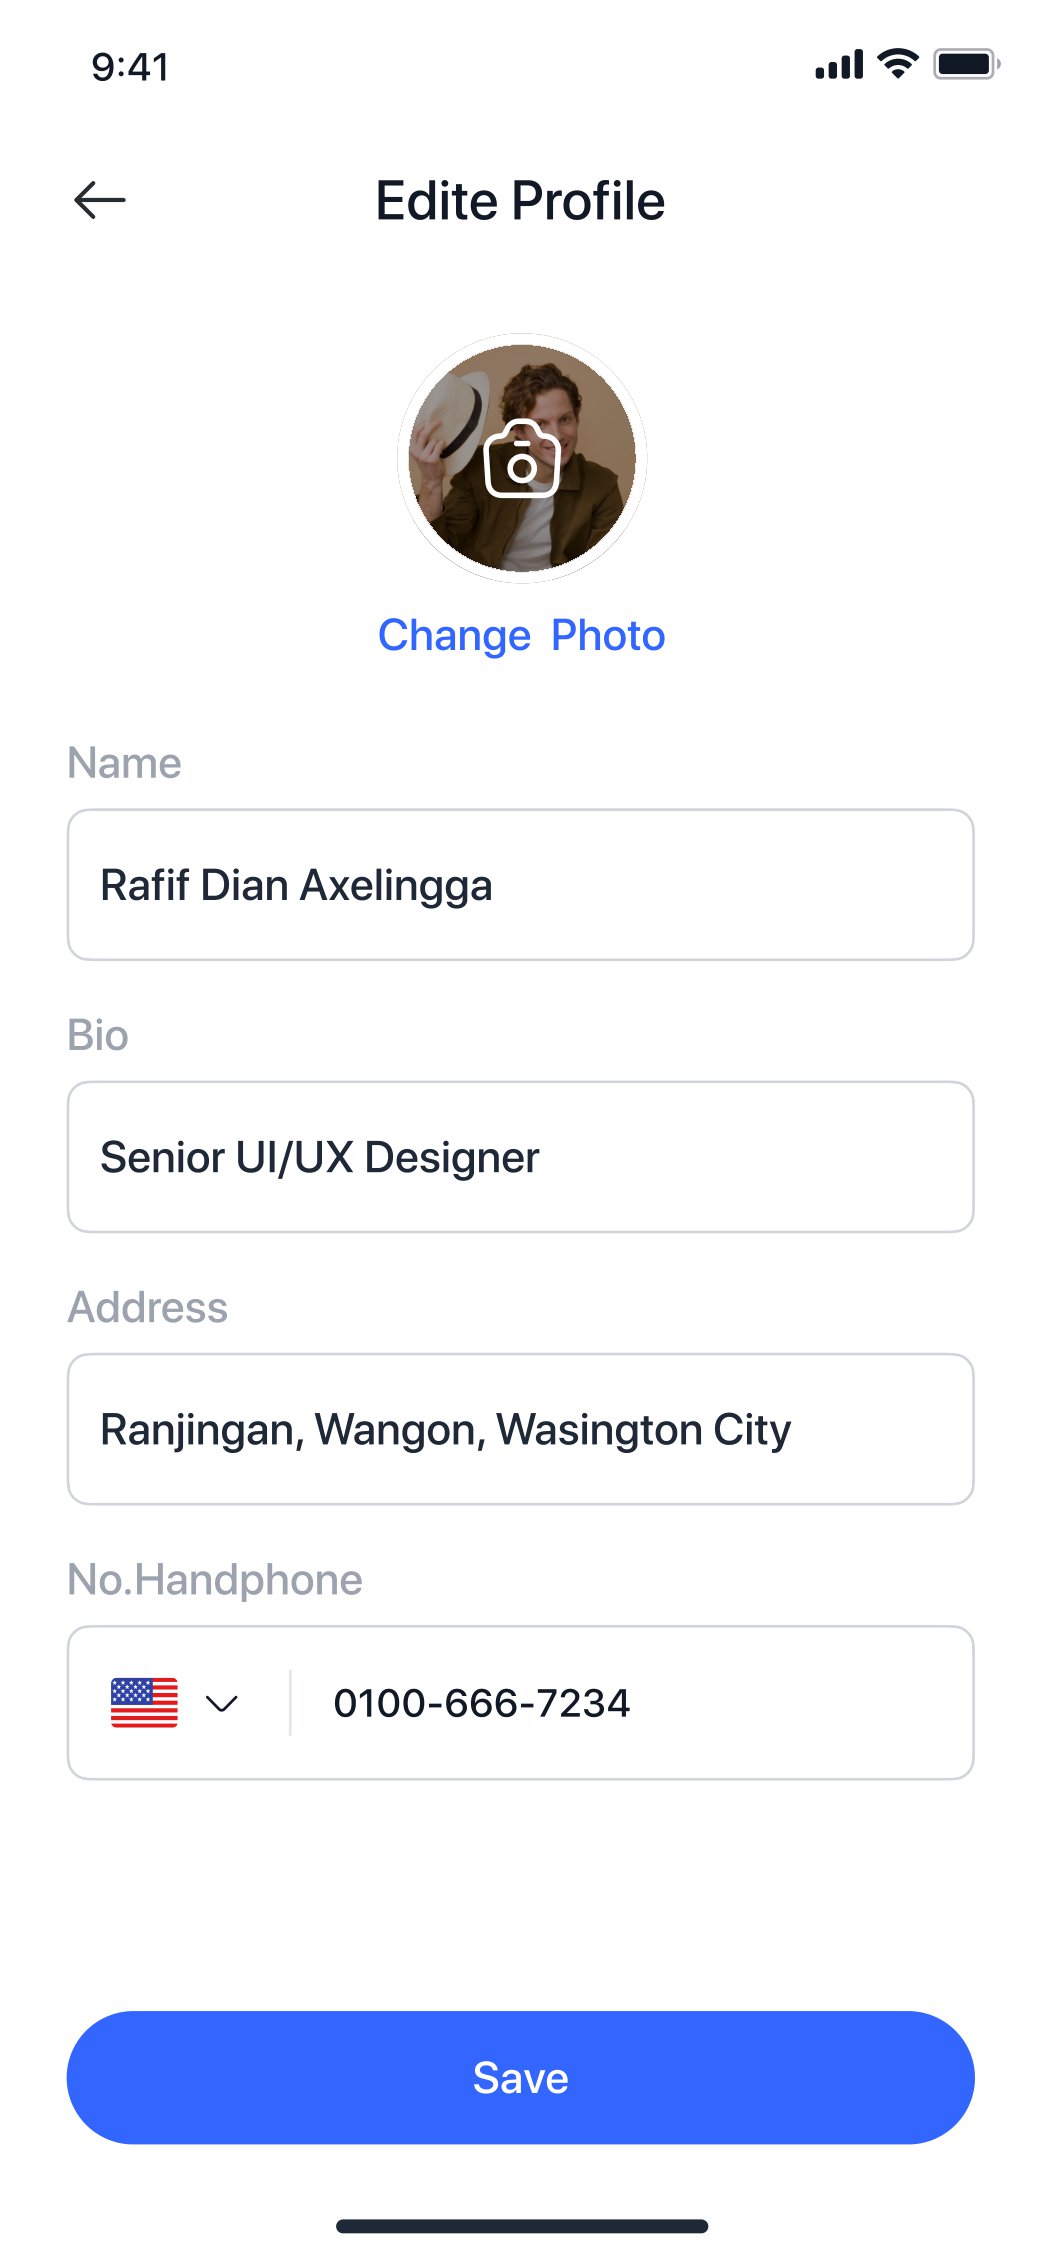 9:41
Edite Profile
Change Photo
Name
Rafif Dian Axelingga
Bio
Senior UI/UX Designer
Address
Ranjingan, Wangon, Wasington City
No.Handphone
0100-666-7234
Save